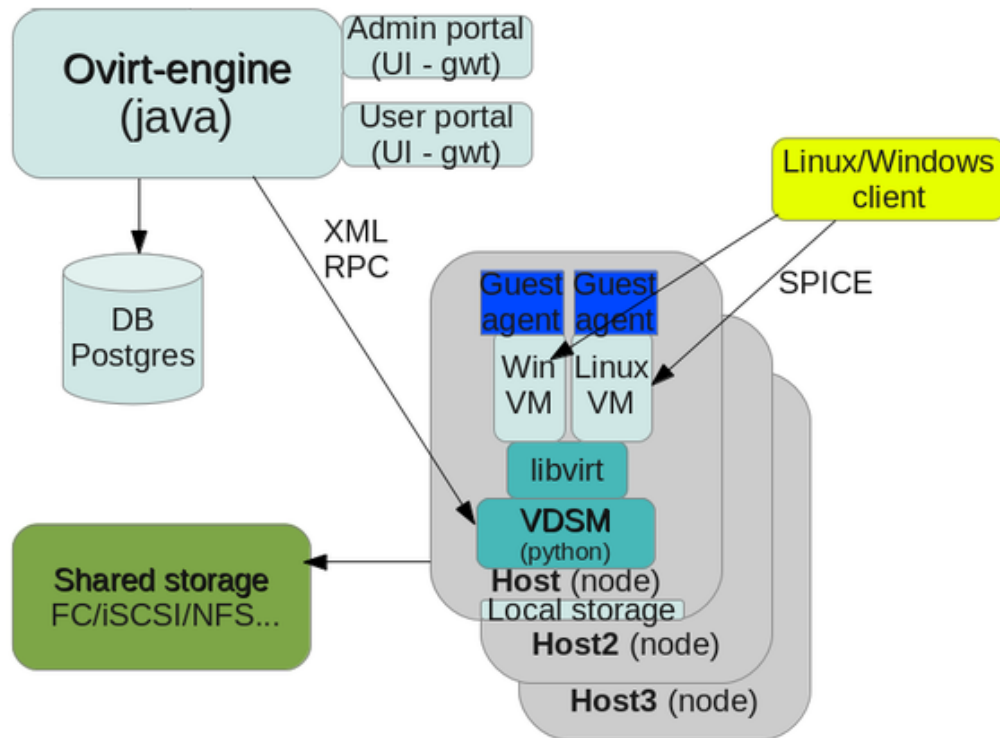 Ovirt-engine
(java)
Admin portal
(UI - gwt)
User portal
(UI - gwt)
Linux/Windows
client
XML
RPC
SPICE
DB
Postgres
Guest
agent
Guest
agent
Win
VM
Linux
VM
libvirt
VDSM
(python)
Host (node)
Local storage
Host2 (node)
Host3 (node)
Shared storage
FC/iSCSI/NFS...